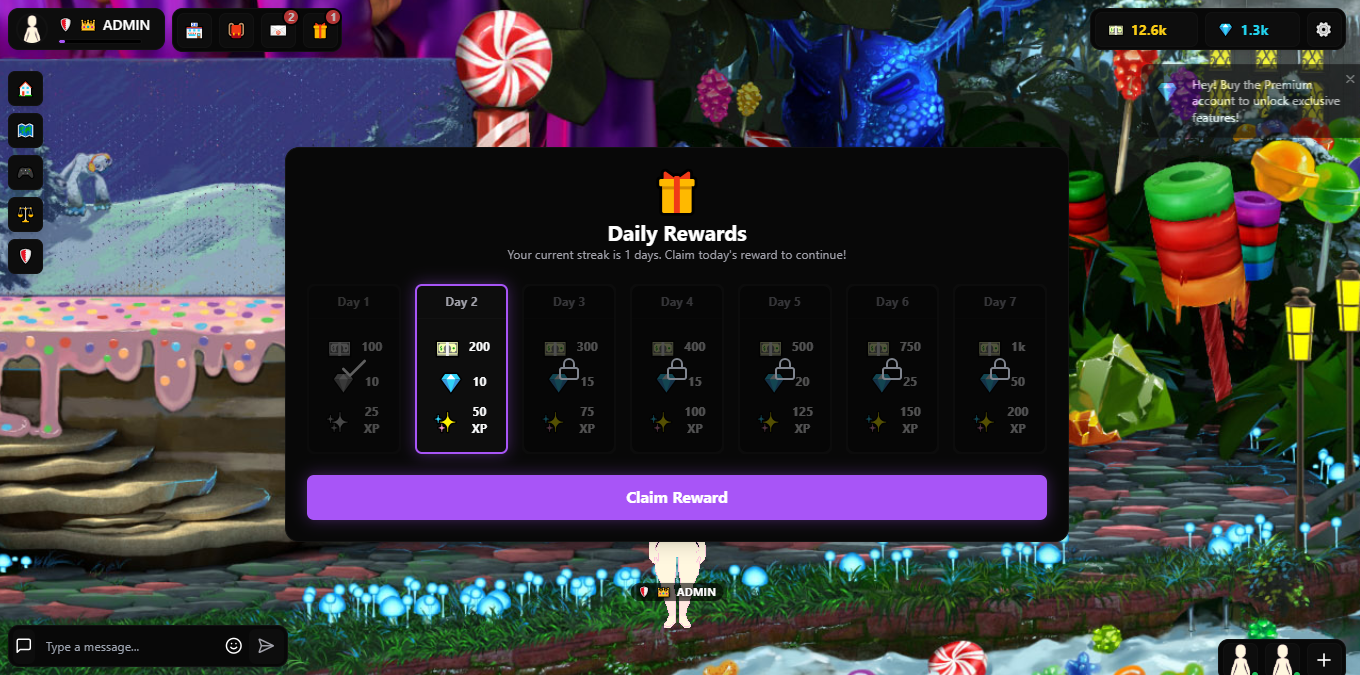 ADMIN
2
1
12.6k
1.3k
Hey! Buy the Premium
account to unlock exclusive
features!
Daily Rewards
Your current streak is 1 days. Claim today's reward to continue!
Day 1
100
10
25
XP
Day 2
200
10
50
XP
Day 3
300
15
75
XP
Day 4
400
15
100
XP
Day 5
500
20
125
XP
Day 6
750
25
150
XP
Day 7
1k
50
200
XP
Claim Reward
ADMIN
Type a message...